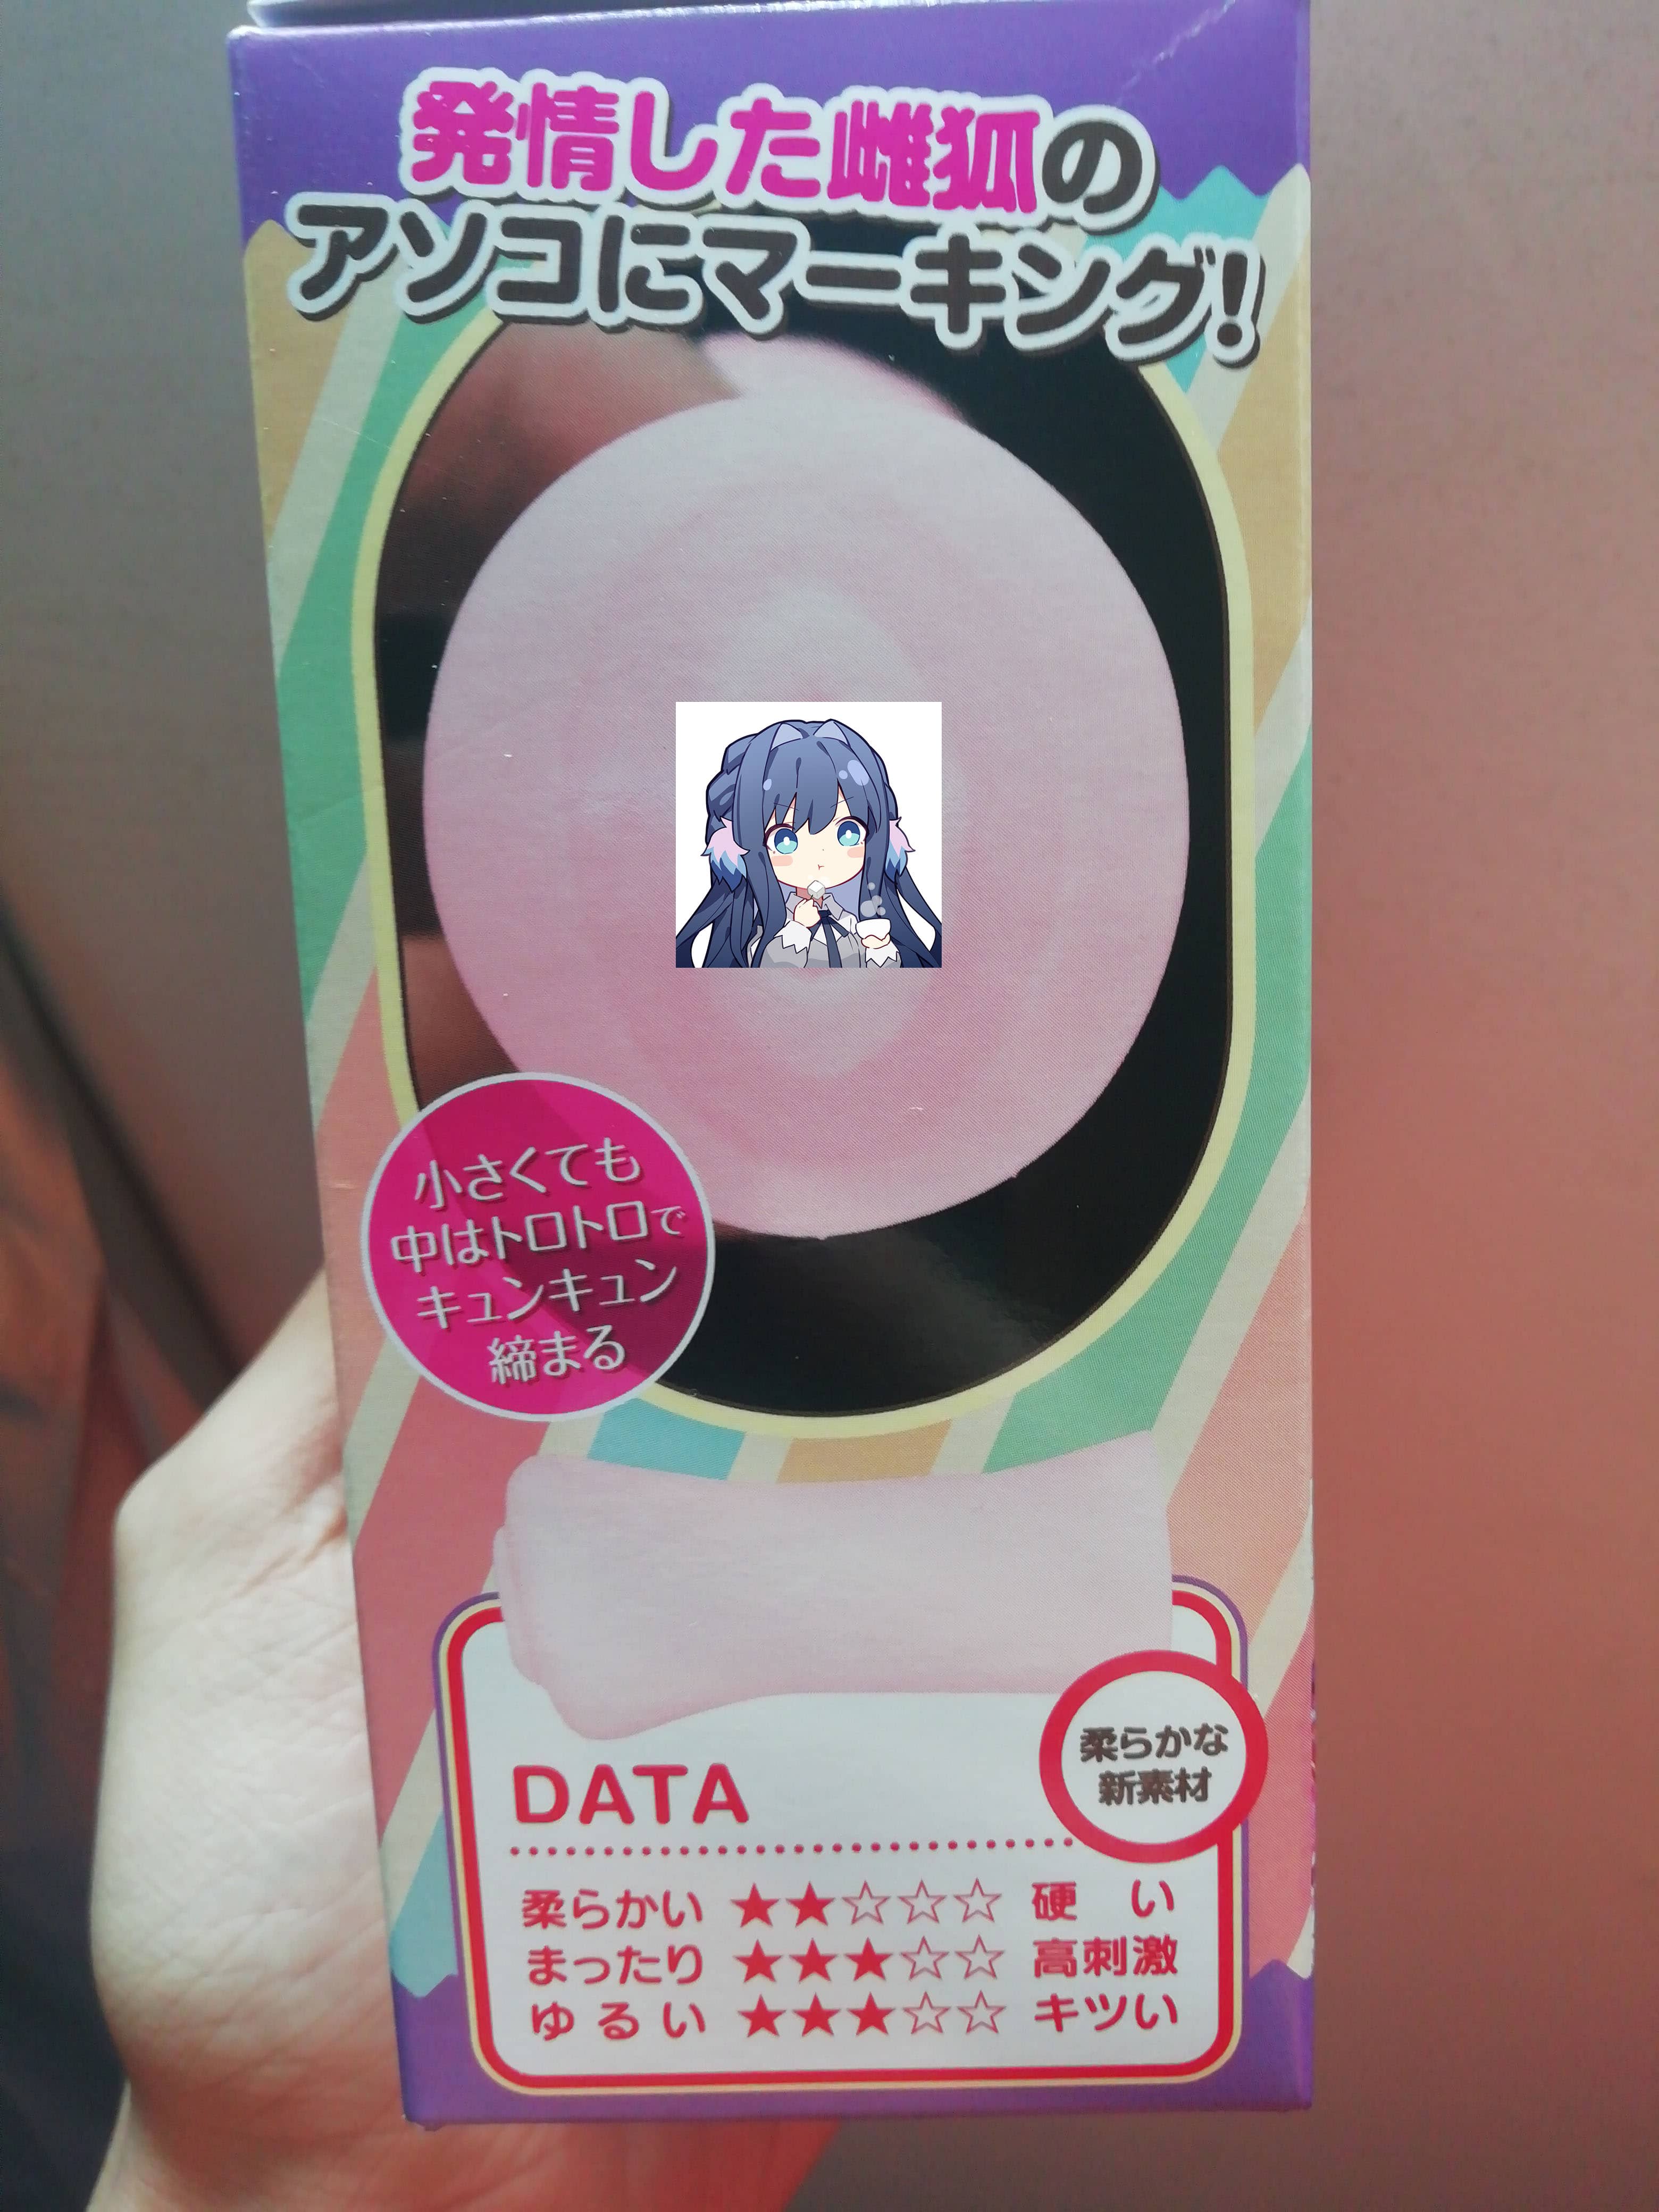 発情した雌狐の
アソコにマーキング!
小さくても
中はトロトロで
キュンキュン
締まる
柔らかな
新素材
DATA
柔らかい ★★☆☆☆ 硬い
まったり ★★★☆☆ 高刺激
ゆるい ★★★☆☆ キツい